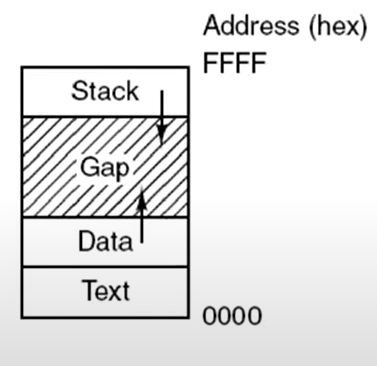 Address (hex)
FFFF
Stack
Gap
Data
Text
0000